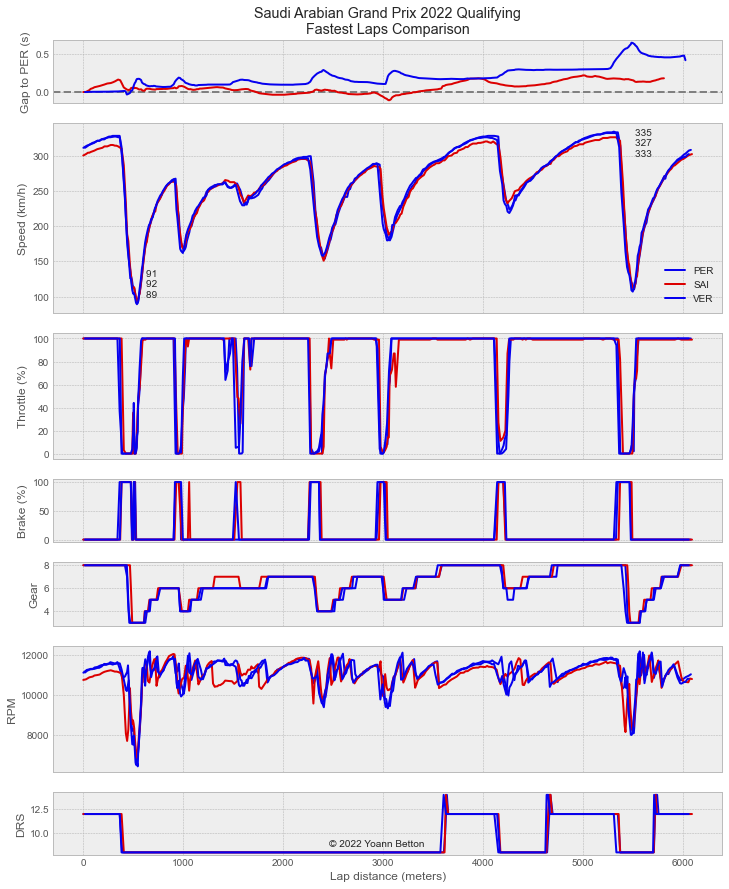 Saudi Arabian Grand Prix 2022 Qualifying
Fastest Laps Comparison
Gap to PER (s)
0.5
0.0
Speed (km/h)
300
250
200
150
100
335
327
333
91
92
89
PER
SAI
VER
Throttle (%)
100
80
60
40
20
0
Brake (%)
100
50
0
Gear
8
6
4
RPM
12000
10000
8000
DRS
12.5
10.0
© 2022 Yoann Betton
0 1000 2000 3000 4000 5000 6000
Lap distance (meters)